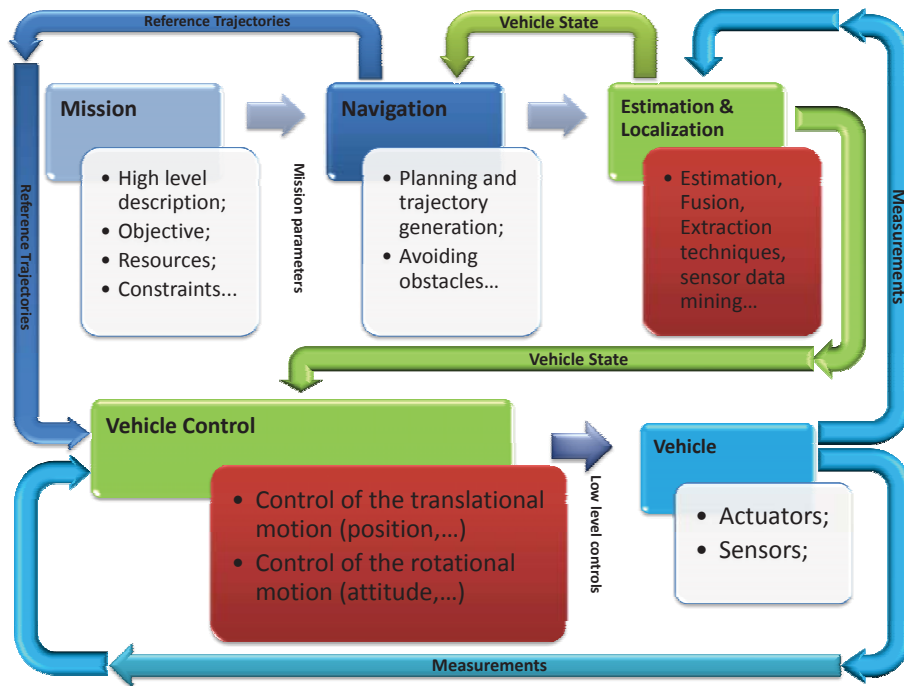 Reference Trajectories
Vehicle State
Mission
Navigation
Estimation &
Localization
• High level
description;
• Objective;
• Resources;
• Constraints...
Mission parameters
• Planning and
trajectory
generation;
• Avoiding
obstacles...
• Estimation,
Fusion,
Extraction
techniques,
sensor data
mining...
Reference Trajectories
Measurements
Vehicle State
Vehicle Control
Vehicle
• Control of the translational
motion (position,...)
• Control of the rotational
motion (attitude,...)
Low level controls
• Actuators;
• Sensors;
Measurements